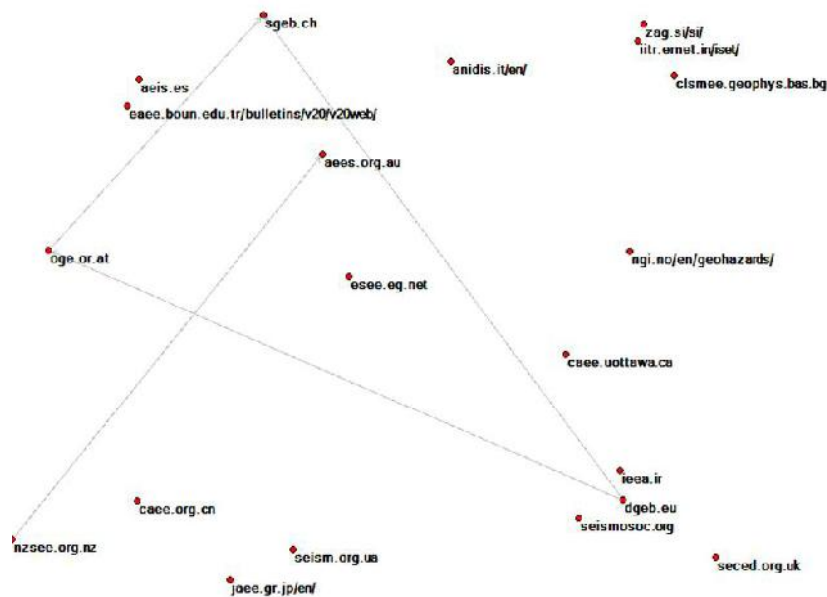 sgeb.ch
zag.si/si/
iitr.ernet.in/iset/
anidis.it/en/
clsmee.geophys.bas.bg
aeis.es
eaee.boun.edu.tr/bulletins/v20/v20web/
aees.org.au
oge.or.at
ngi.no/en/geohazards/
esee.eq.net
caee.uottawa.ca
ieea.ir
dgeb.eu
caee.org.cn
seismosoc.org
nzsee.org.nz
seism.org.ua
seced.org.uk
jaee.gr.jp/en/